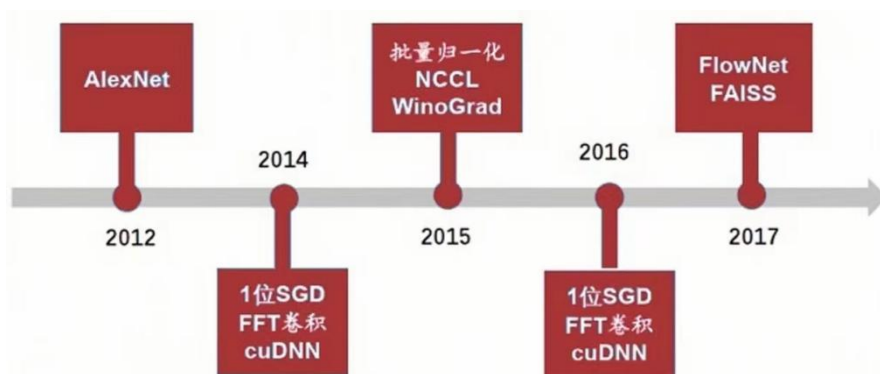 AlexNet
2012
2014
1位SGD
FFT卷积
cuDNN
批量归一化
NCCL
WinoGrad
2015
2016
1位SGD
FFT卷积
cuDNN
FlowNet
FAISS
2017